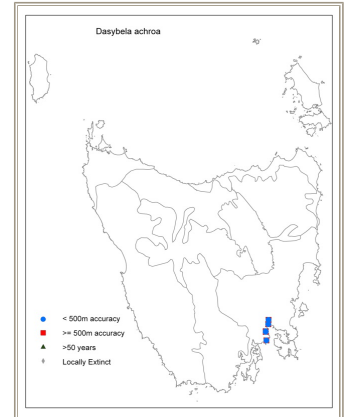 Dasybela achroa
< 500m accuracy
>= 500m accuracy
>50 years
Locally Extinct